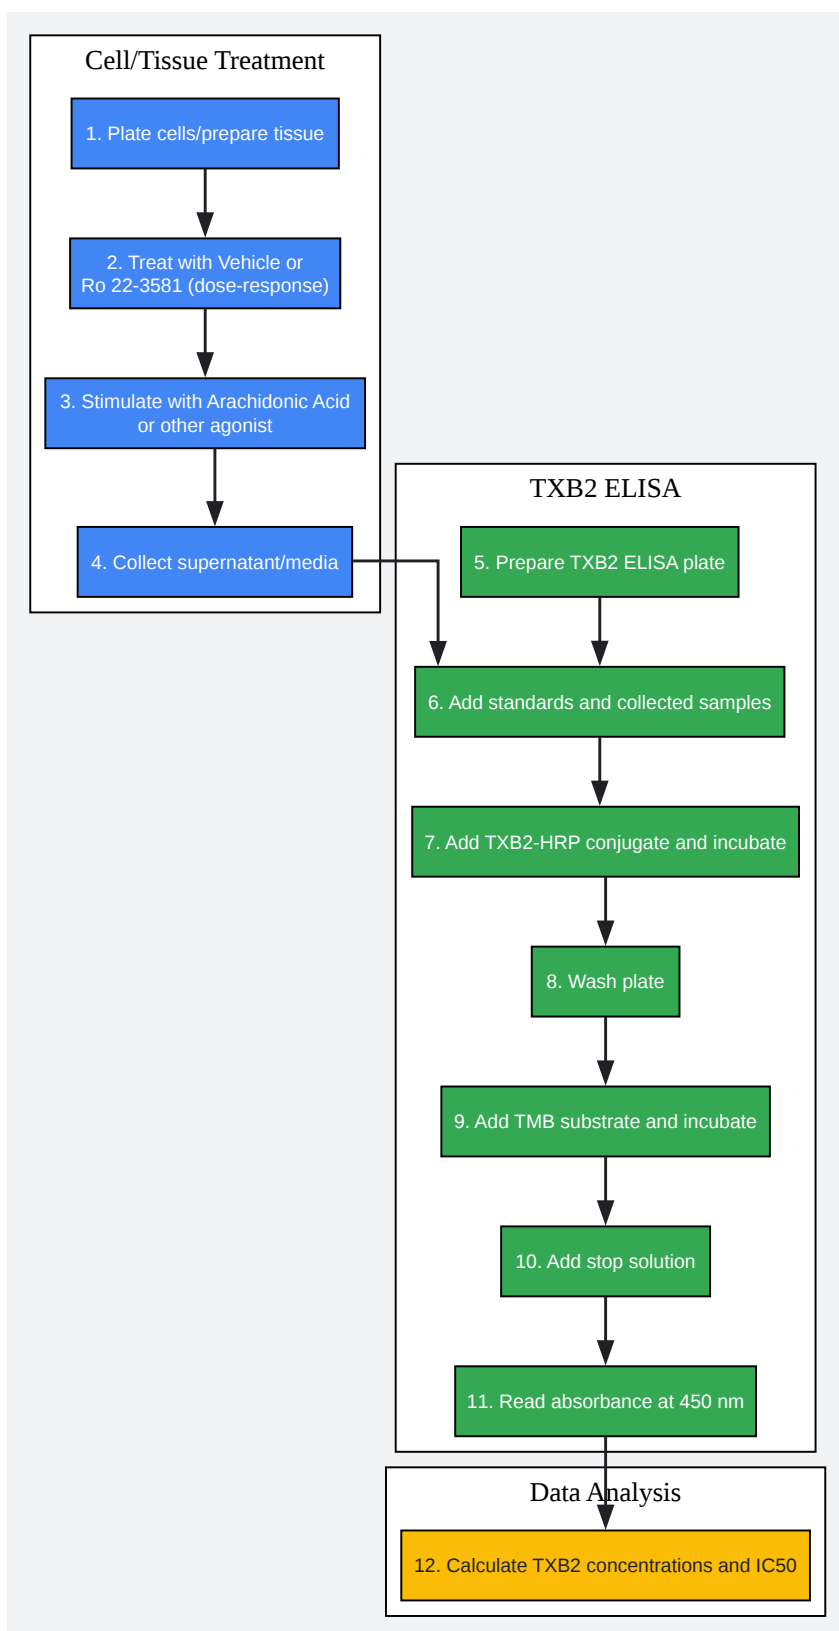 Cell/Tissue Treatment
1. Plate cells/prepare tissue
2. Treat with Vehicle or
Ro 22-3581 (dose-response)
3. Stimulate with Arachidonic Acid
or other agonist
4. Collect supernatant/media
TXB2 ELISA
5. Prepare TXB2 ELISA plate
6. Add standards and collected samples
7. Add TXB2-HRP conjugate and incubate
8. Wash plate
9. Add TMB substrate and incubate
10. Add stop solution
11. Read absorbance at 450 nm
Data Analysis
12. Calculate TXB2 concentrations and IC50